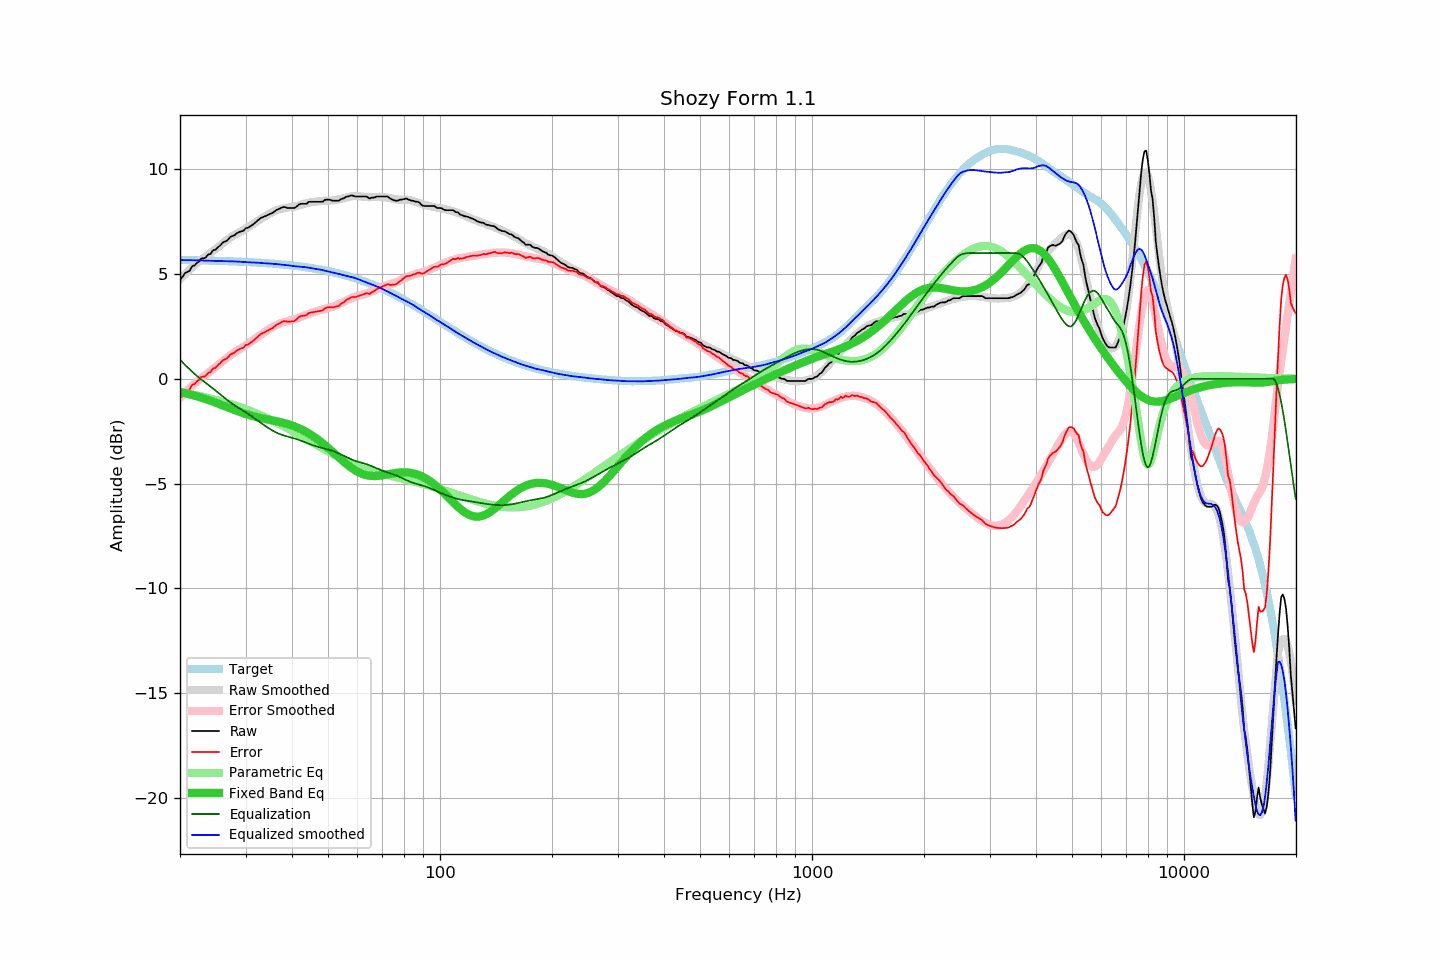 Shozy Form 1.1
10
5
0
−5
−10
−15
−20
Amplitude (dBr)
Target
Raw Smoothed
Error Smoothed
Raw
Error
Parametric Eq
Fixed Band Eq
Equalization
Equalized smoothed
100
1000
10000
Frequency (Hz)